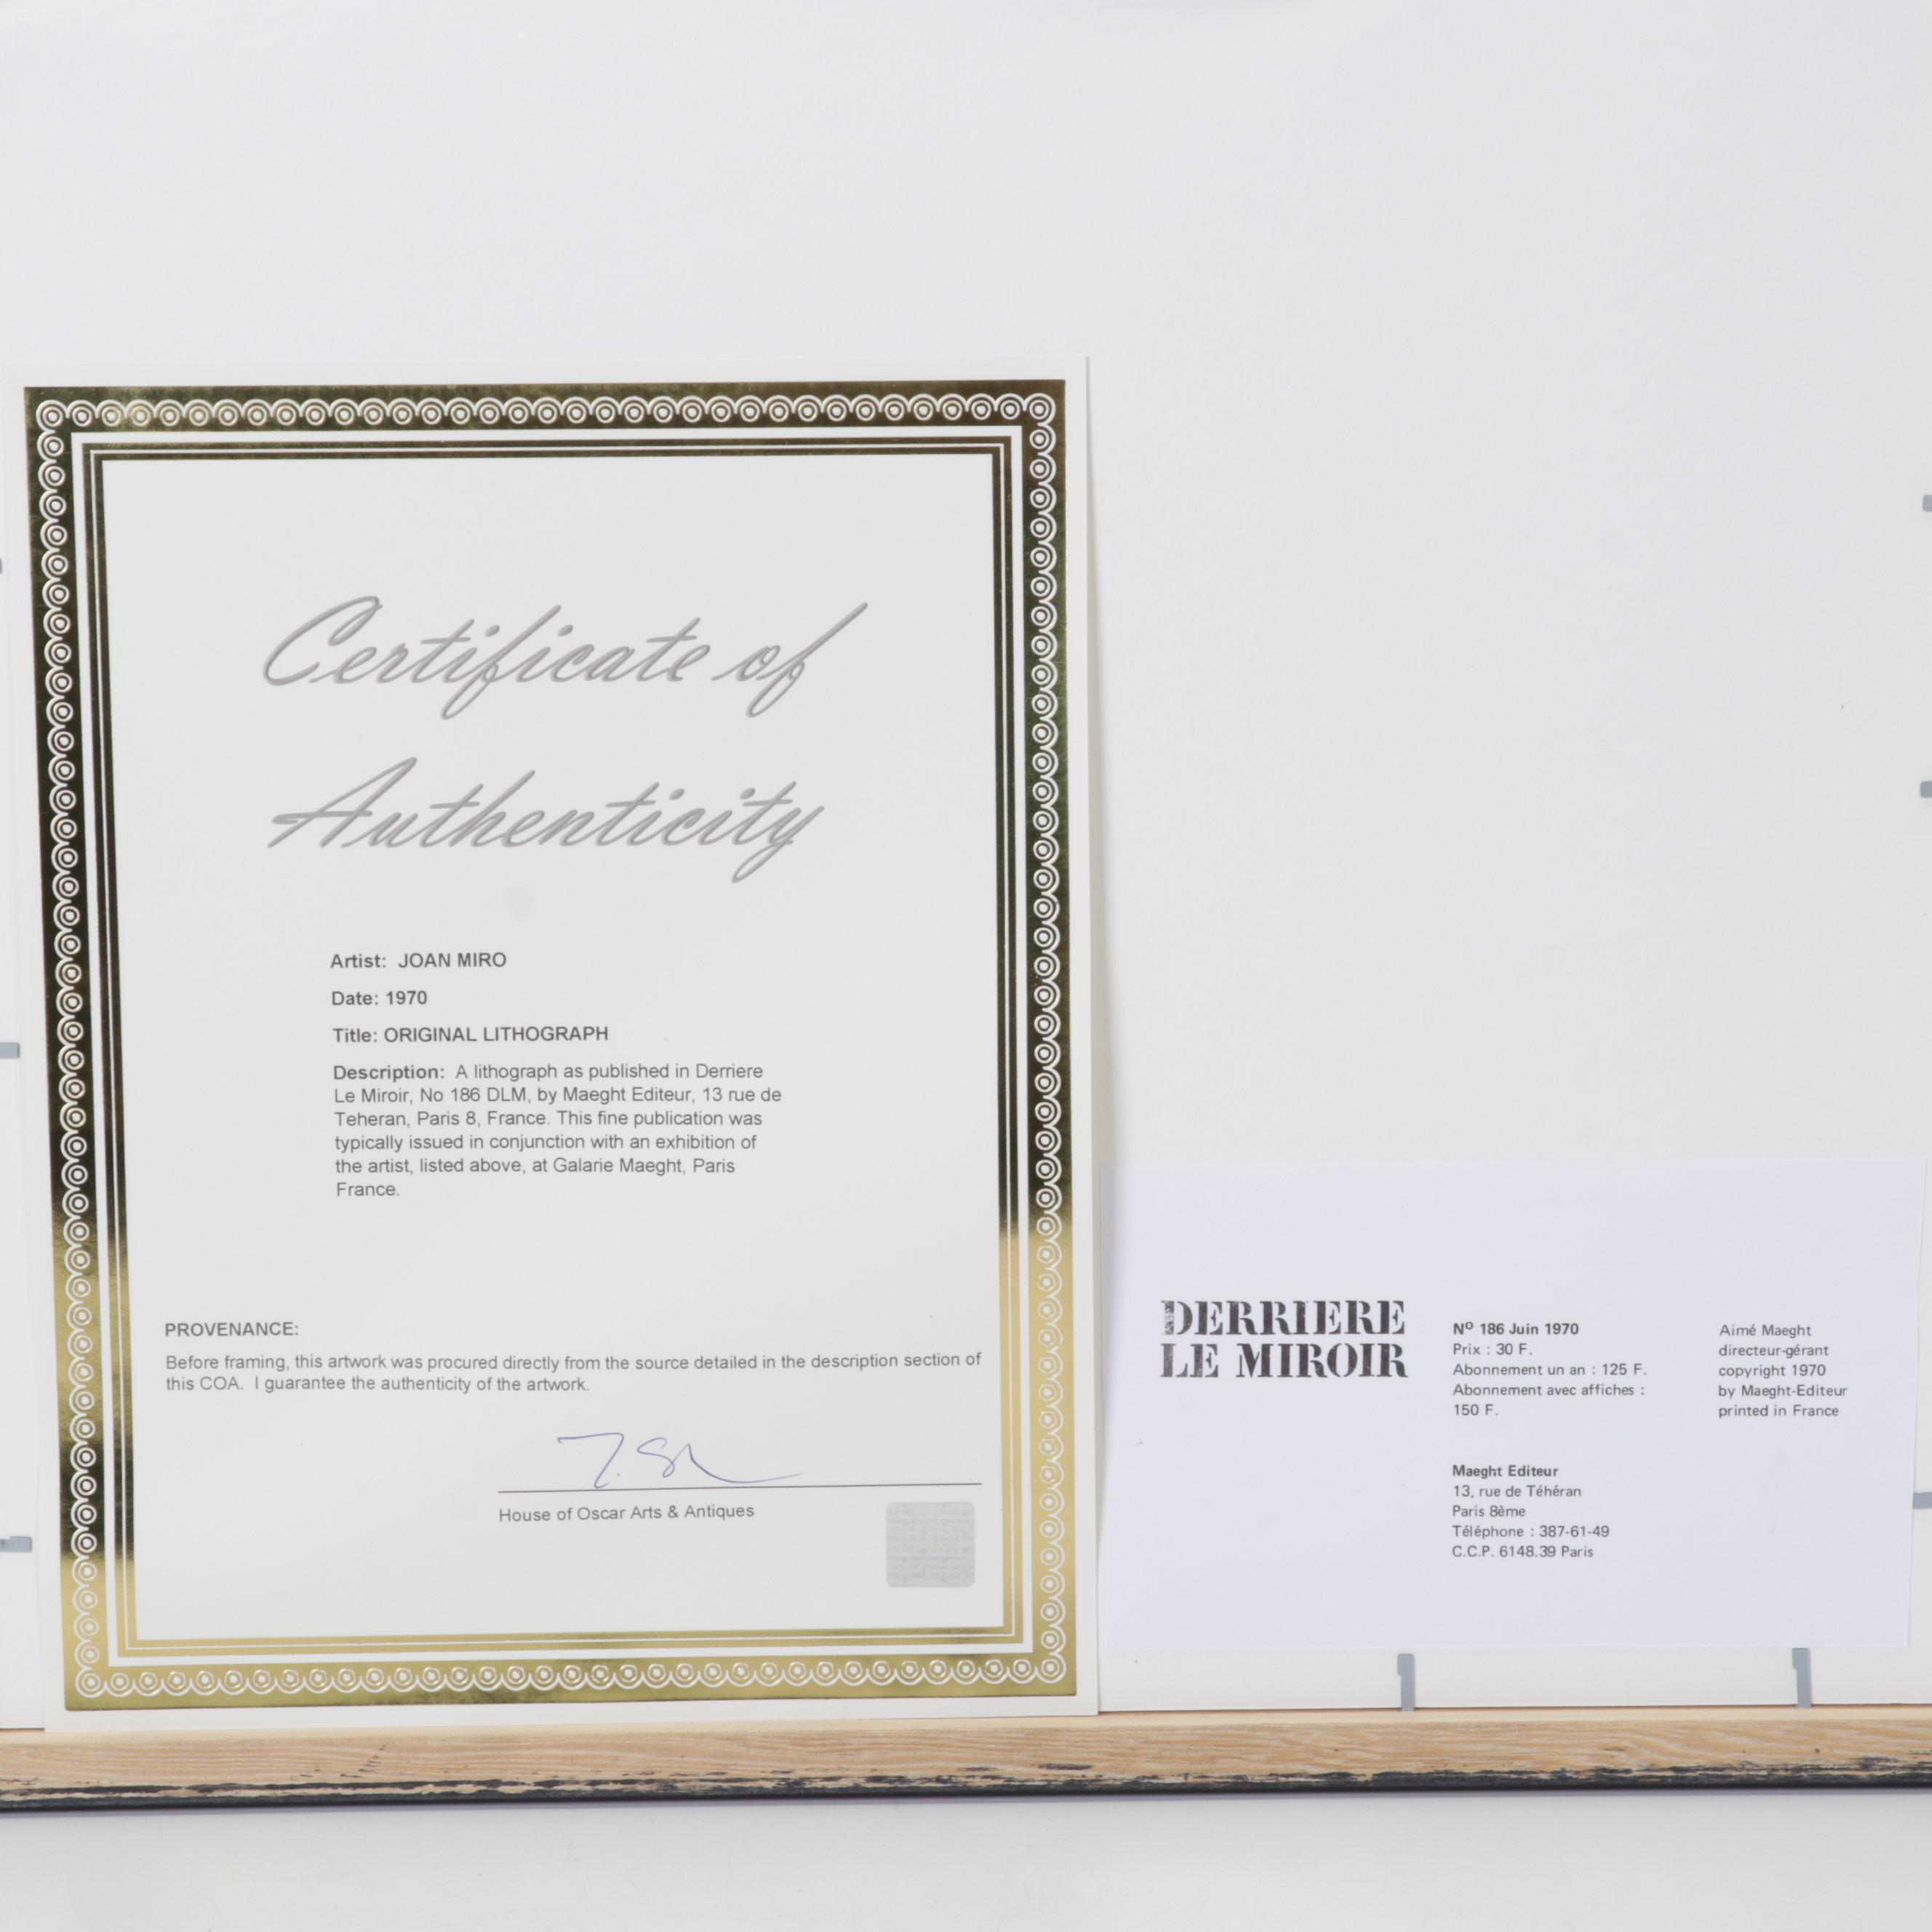 Certificate of
Authenticity
Artist: JOAN MIRO
Date: 1970
Title: ORIGINAL LITHOGRAPH
Description: A lithograph as published in Derriere
Le Miroir, No 186 DLM, by Maeght Editeur, 13 rue de
Teheran, Paris 8, France. This fine publication was
typically issued in conjunction with an exhibition of
the artist, listed above, at Galarie Maeght, Paris
France.
PROVENANCE:
Before framing, this artwork was procured directly from the source detailed in the description section of
this COA. I guarantee the authenticity of the artwork.
House of Oscar Arts & Antiques
DERRIERE
LE MIROIR
Nº 186 Juin 1970
Prix : 30 F.
Abonnement un an : 125 F.
Abonnement avec affiches :
150 F.
Maeght Editeur
13, rue de Téhéran
Paris 8ème
Téléphone : 387-61-49
C.C.P. 6148.39 Paris
Aimé Maeght
directeur-gérant
copyright 1970
by Maeght-Editeur
printed in France